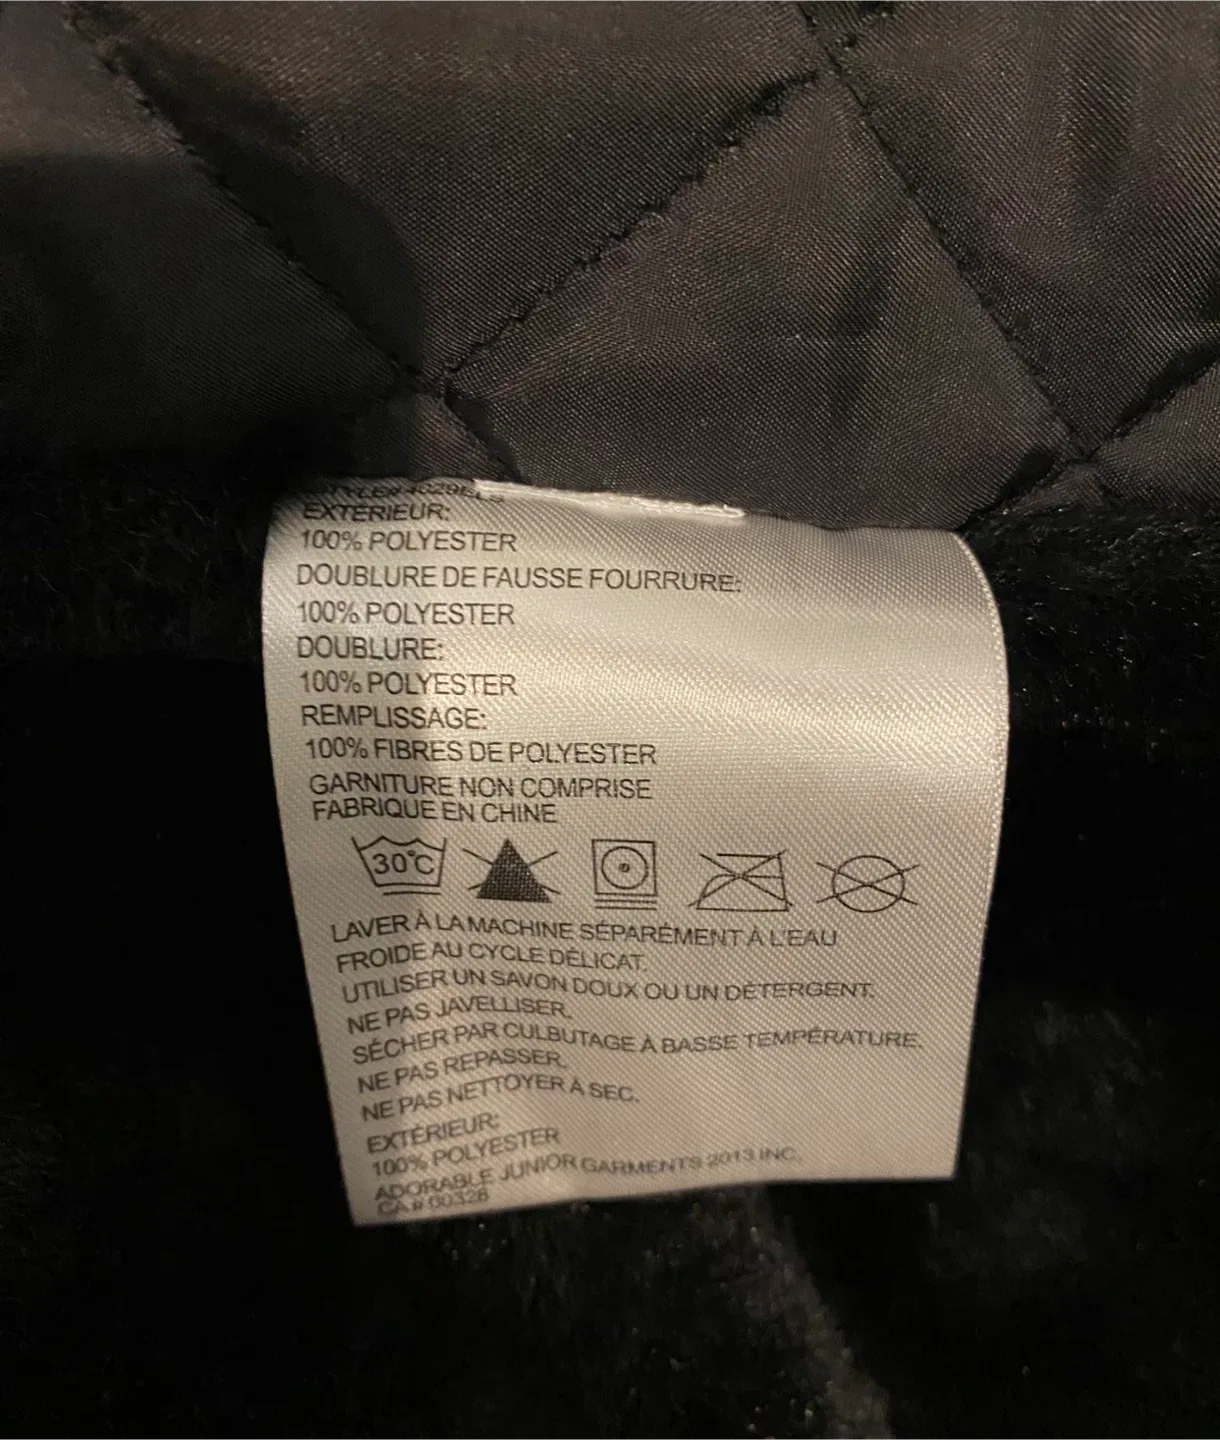 EXTÉRIEUR:
100% POLYESTER
DOUBLURE DE FAUSSE FOURRURE:
100% POLYESTER
DOUBLURE:
100% POLYESTER
REMPLISSAGE:
100% FIBRES DE POLYESTER
GARNITURE NON COMPRISE
FABRIQUE EN CHINE
30°C
LAVER À LA MACHINE SÉPARÉMENT À L'EAU
FROIDE AU CYCLE DÉLICAT.
UTILISER UN SAVON DOUX OU UN DÉTERGENT.
NE PAS JAVELLISER.
SÉCHER PAR CULBUTAGE À BASSE TEMPÉRATURE.
NE PAS REPASSER.
NE PAS NETTOYER À SEC.
EXTÉRIEUR:
100% POLYESTER
ADORABLE JUNIOR GARMENTS 2013 INC.
CA # 00328